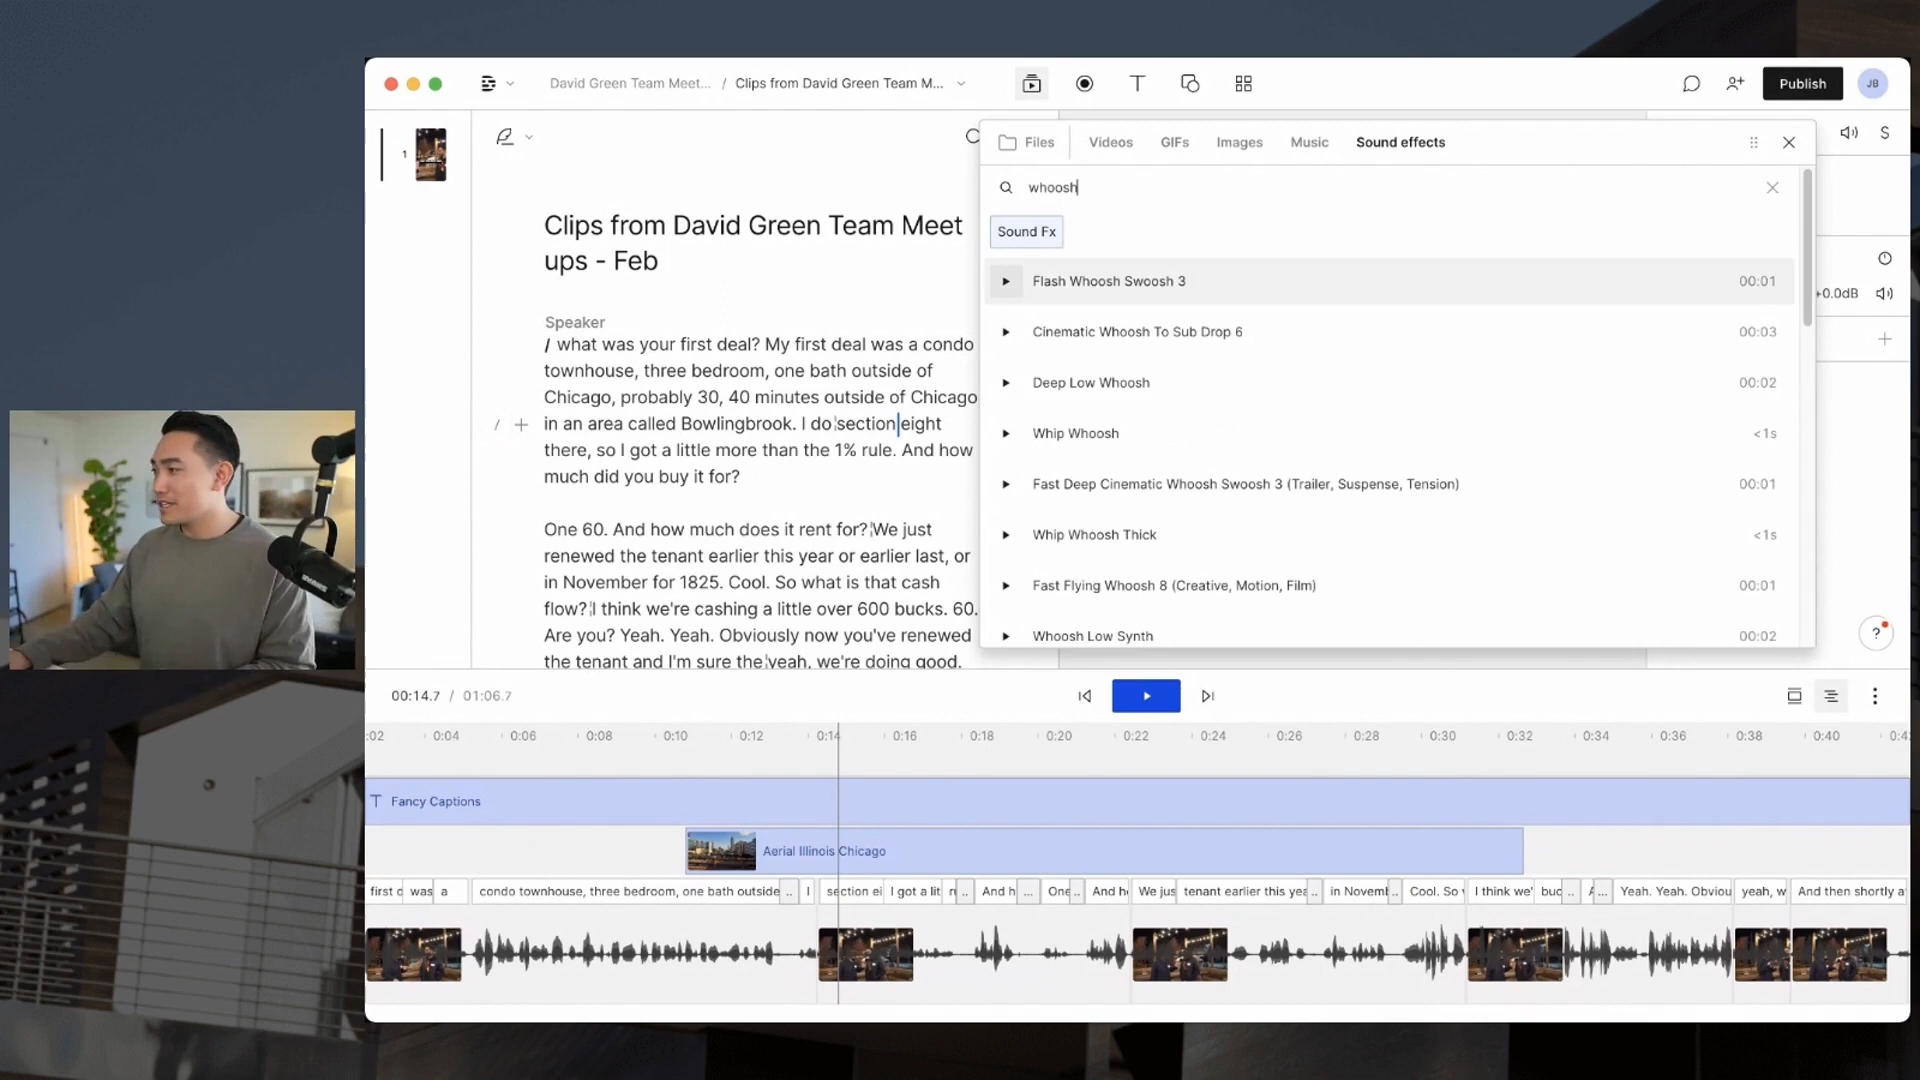 David Green Team Meet... / Clips from David Green Team M...
Publish
JB
1
Clips from David Green Team Meet
ups - Feb
Speaker
/ what was your first deal? My first deal was a condo
townhouse, three bedroom, one bath outside of
Chicago, probably 30, 40 minutes outside of Chicago
/ + in an area called Bowlingbrook. I do section eight
there, so I got a little more than the 1% rule. And how
much did you buy it for?
One 60. And how much does it rent for? We just
renewed the tenant earlier this year or earlier last, or
in November for 1825. Cool. So what is that cash
flow? I think we're cashing a little over 600 bucks. 60.
Are you? Yeah. Yeah. Obviously now you've renewed
the tenant and I'm sure the yeah, we're doing good.
Files Videos GIFs Images Music Sound effects
whoosh
Sound Fx
Flash Whoosh Swoosh 3 00:01
Cinematic Whoosh To Sub Drop 6 00:03
Deep Low Whoosh 00:02
Whip Whoosh <1s
Fast Deep Cinematic Whoosh Swoosh 3 (Trailer, Suspense, Tension) 00:01
Whip Whoosh Thick <1s
Fast Flying Whoosh 8 (Creative, Motion, Film) 00:01
Whoosh Low Synth 00:02
S
+0.0dB
?
00:14.7 / 01:06.7
:02 0:04 0:06 0:08 0:10 0:12 0:14 0:16 0:18 0:20 0:22 0:24 0:26 0:28 0:30 0:32 0:34 0:36 0:38 0:40 0:4
T Fancy Captions
Aerial Illinois Chicago
first was a condo townhouse, three bedroom, one bath outside .. I section ei I got a lit .. And h ... One .. And h We jus tenant earlier this yea .. in Novemb .. Cool. So I think we' buc .. ... Yeah. Yeah. Obviou yeah, w And then shortly a